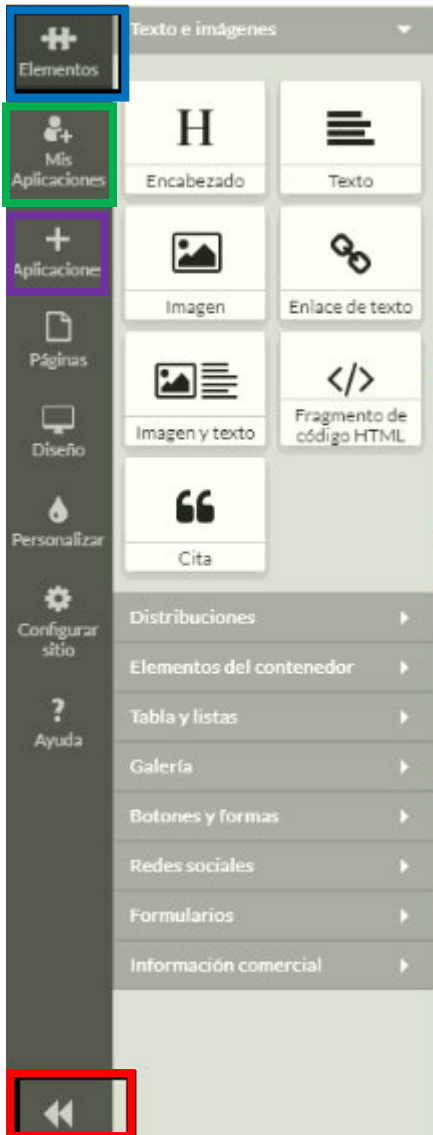 Elementos
Mis
Aplicaciones
Aplicaciones
Páginas
Diseño
Personalizar
Configurar
sitio
Ayuda
Texto e imágenes
H
Encabezado
Texto
Imagen
Enlace de texto
Imagen y texto
</>
Fragmento de
código HTML
Cita
Distribuciones
Elementos del contenedor
Tabla y listas
Galería
Botones y formas
Redes sociales
Formularios
Información comercial